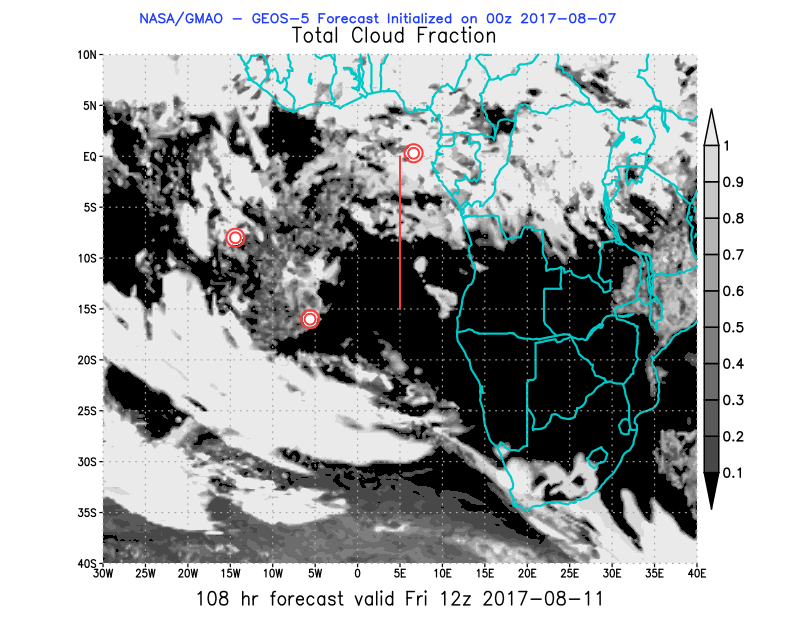 NASA/GMAO - GEOS-5 Forecast Initialized on 00z 2017-08-07
Total Cloud Fraction
10N
5N
EQ
5S
10S
15S
20S
25S
30S
35S
40S
30W 25W 20W 15W 10W 5W 0 5E 10E 15E 20E 25E 30E 35E 40E
1
0.9
0.8
0.7
0.6
0.5
0.4
0.3
0.2
0.1
108 hr forecast valid Fri 12z 2017-08-11